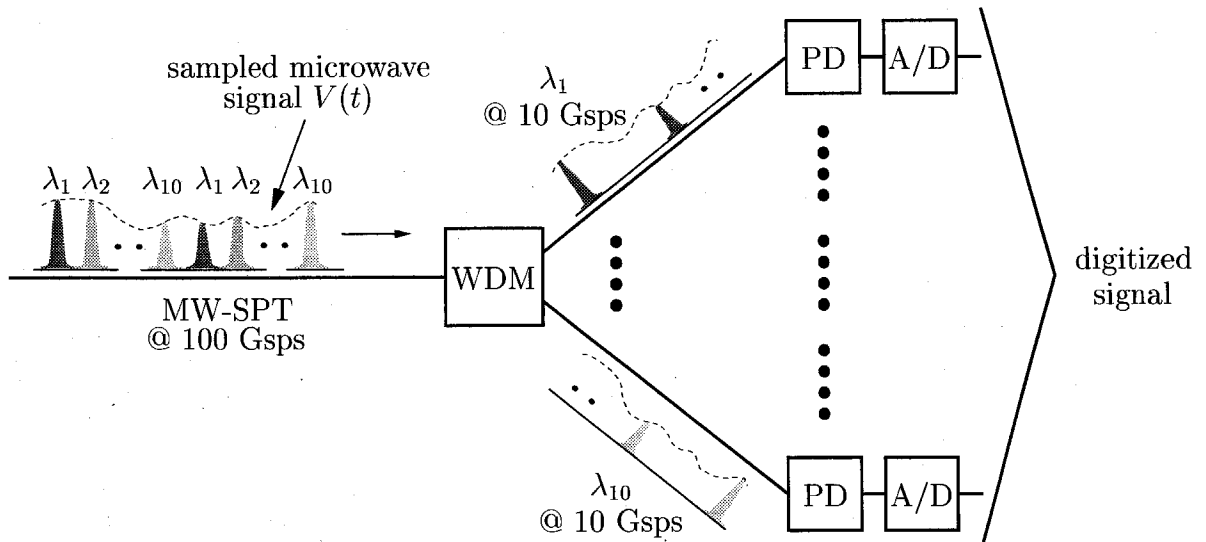 sampled microwave
signal V(t)
λ1 λ2 λ10 λ1 λ2 λ10
MW-SPT
@ 100 Gsps
WDM
λ1
@ 10 Gsps
λ10
@ 10 Gsps
PD A/D
PD A/D
digitized
signal